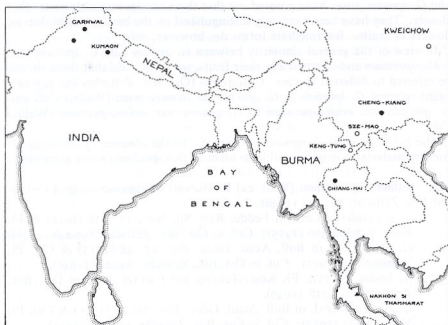 GARHWAL
KWEICHOW
KUMAON
NEPAL
CHENG-KIANG
SZE-MAO
INDIA
KENG-TUNG
BURMA
BAY
OF
BENGAL
CHIANG-MAI
NAKHON SI
THAMMARAT